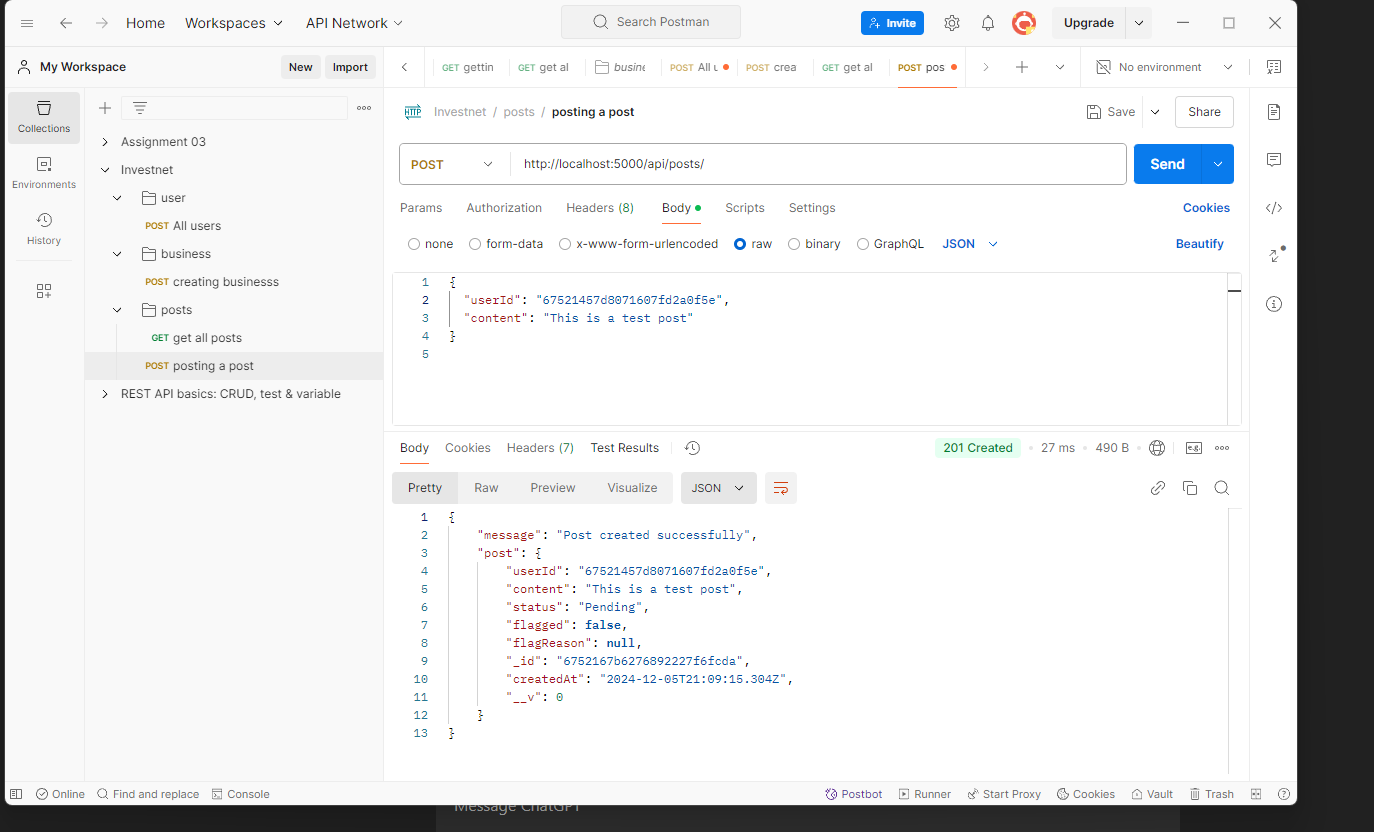 Home Workspaces API Network Search Postman Invite Upgrade
My Workspace New Import GET gettin GET get al busine POST All u POST crea GET get al POST pos No environment
Collections
Environments
History
Assignment 03
Investnet
user
POST All users
business
POST creating businesss
posts
GET get all posts
POST posting a post
REST API basics: CRUD, test & variable
HTTP Investnet / posts / posting a post Save Share
POST http://localhost:5000/api/posts/ Send
Params Authorization Headers (8) Body Scripts Settings Cookies
none form-data x-www-form-urlencoded raw binary GraphQL JSON Beautify
1 {
2 "userId": "67521457d8071607fd2a0f5e",
3 "content": "This is a test post"
4 }
5
Body Cookies Headers (7) Test Results 201 Created 27 ms 490 B e.g.
Pretty Raw Preview Visualize JSON
1 {
2 "message": "Post created successfully",
3 "post": {
4 "userId": "67521457d8071607fd2a0f5e",
5 "content": "This is a test post",
6 "status": "Pending",
7 "flagged": false,
8 "flagReason": null,
9 "_id": "6752167b6276892227f6fcda",
10 "createdAt": "2024-12-05T21:09:15.304Z",
11 "__v": 0
12 }
13 }
Online Find and replace Console Postbot Runner Start Proxy Cookies Vault Trash
Message ChatGPT